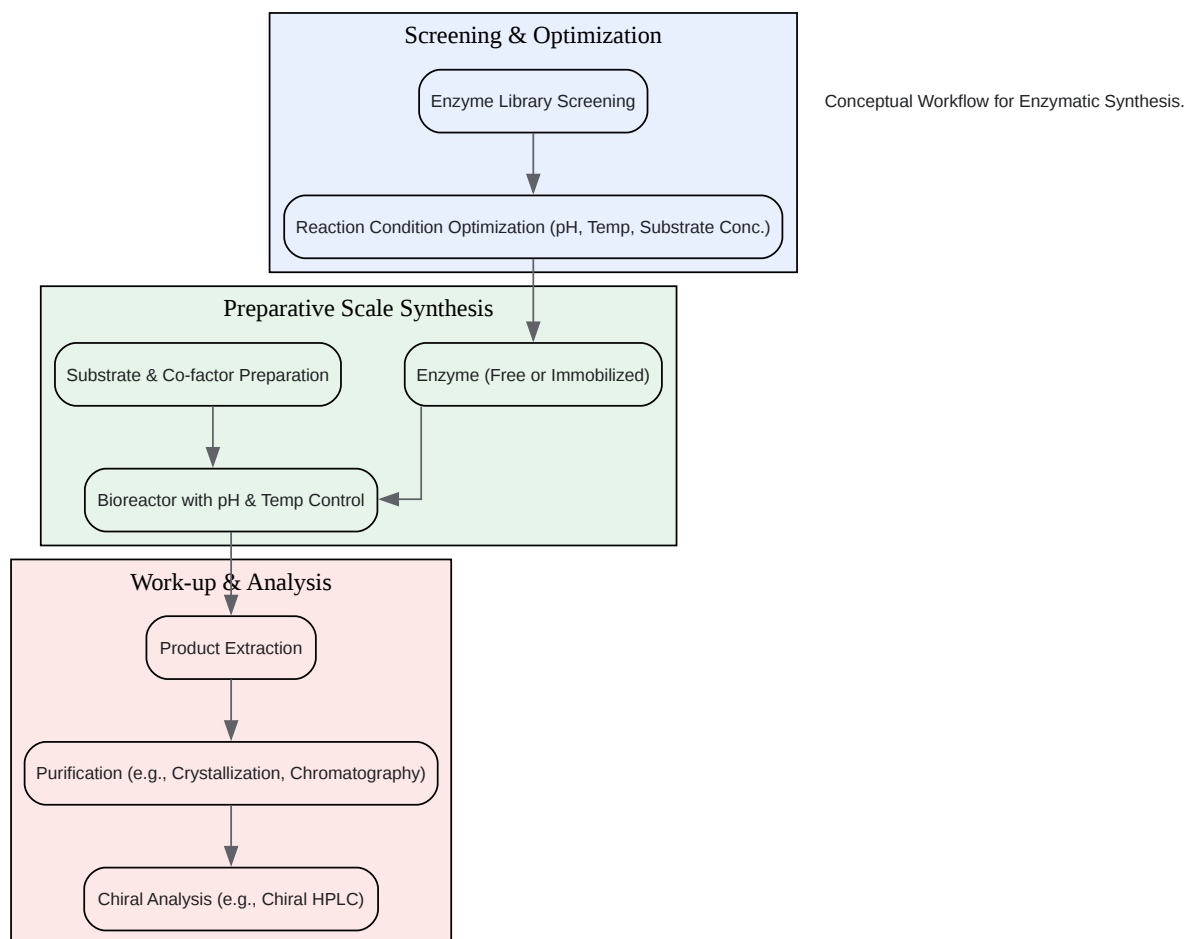 Screening & Optimization
Enzyme Library Screening
Conceptual Workflow for Enzymatic Synthesis.
Reaction Condition Optimization (pH, Temp, Substrate Conc.)
Preparative Scale Synthesis
Substrate & Co-factor Preparation
Enzyme (Free or Immobilized)
Bioreactor with pH & Temp Control
Work-up & Analysis
Product Extraction
Purification (e.g., Crystallization, Chromatography)
Chiral Analysis (e.g., Chiral HPLC)